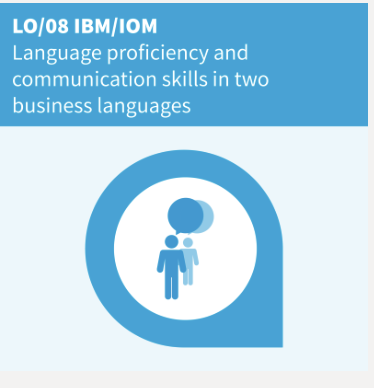 LO/08 IBM/IOM
Language proficiency and
communication skills in two
business languages